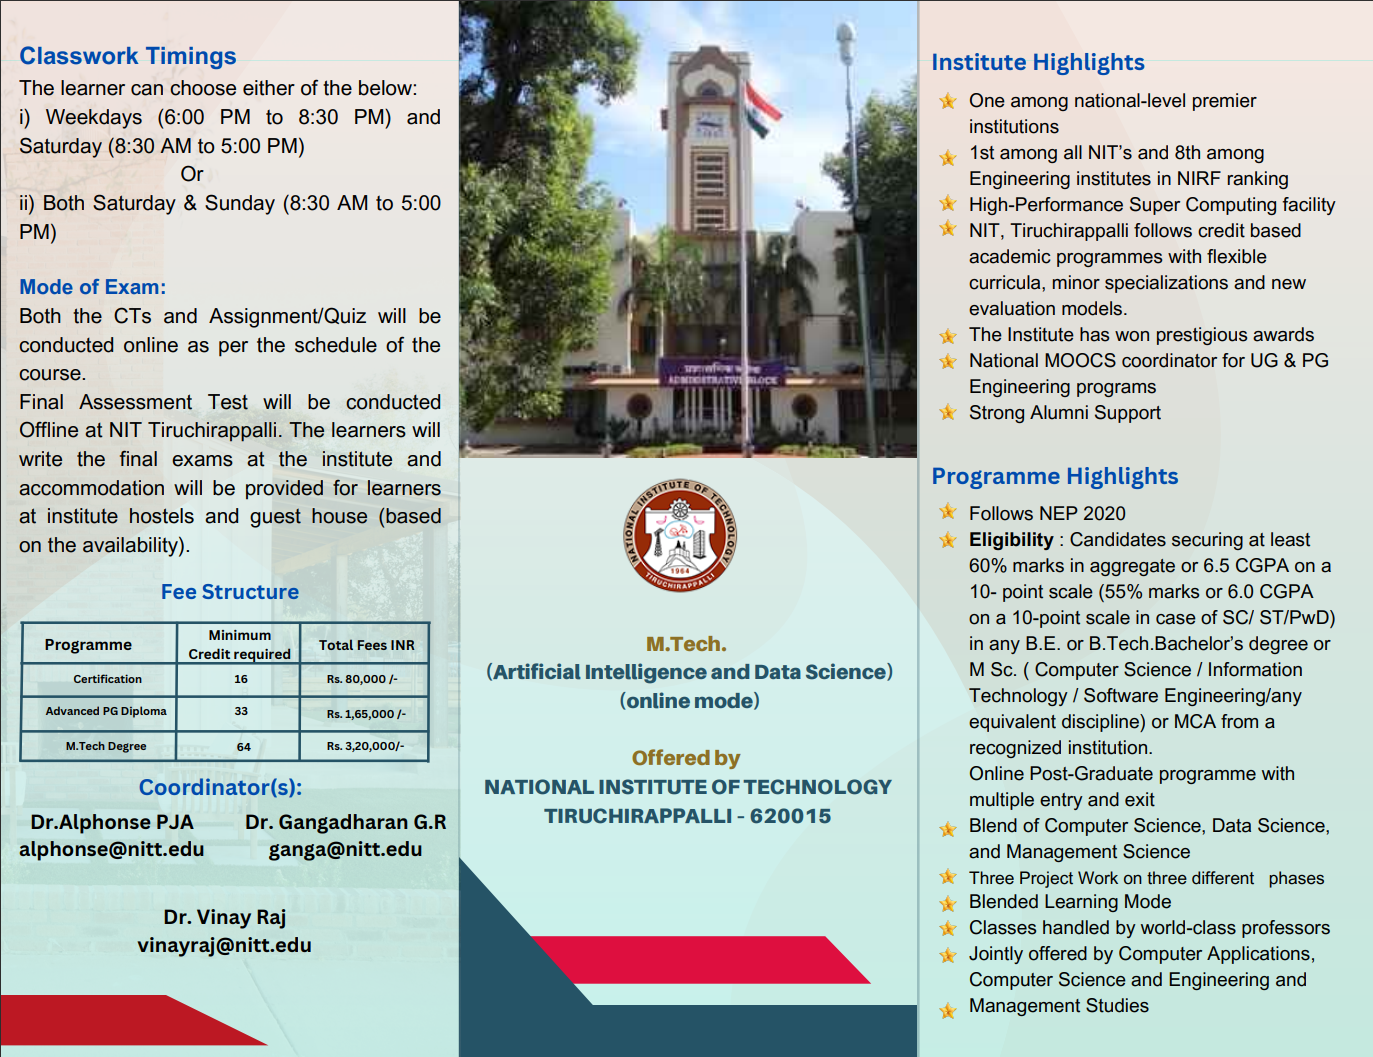 Classwork Timings
The learner can choose either of the below:
i) Weekdays (6:00 PM to 8:30 PM) and
Saturday (8:30 AM to 5:00 PM)
Or
ii) Both Saturday & Sunday (8:30 AM to 5:00
PM)
Mode of Exam:
Both the CTs and Assignment/Quiz will be
conducted online as per the schedule of the
course.
Final Assessment Test will be conducted
Offline at NIT Tiruchirappalli. The learners will
write the final exams at the institute and
accommodation will be provided for learners
at institute hostels and guest house (based
on the availability).
Fee Structure
Programme
Minimum
Credit required
Total Fees INR
Certification 16 Rs. 80,000 /-
Advanced PG Diploma 33 Rs. 1,65,000 /-
M.Tech Degree 64 Rs. 3,20,000/-
Coordinator(s):
Dr.Alphonse PJA
alphonse@nitt.edu
Dr. Gangadharan G.R
ganga@nitt.edu
Dr. Vinay Raj
vinayraj@nitt.edu
प्रशासनिक
ADMINISTRATIVE BLOCK
NATIONAL INSTITUTE OF TECHNOLOGY
1964
TIRUCHIRAPPALLI
M.Tech.
(Artificial Intelligence and Data Science)
(online mode)
Offered by
NATIONAL INSTITUTE OF TECHNOLOGY
TIRUCHIRAPPALLI - 620015
Institute Highlights
One among national-level premier
institutions
1st among all NIT's and 8th among
Engineering institutes in NIRF ranking
High-Performance Super Computing facility
NIT, Tiruchirappalli follows credit based
academic programmes with flexible
curricula, minor specializations and new
evaluation models.
The Institute has won prestigious awards
National MOOCS coordinator for UG & PG
Engineering programs
Strong Alumni Support
Programme Highlights
Follows NEP 2020
Eligibility : Candidates securing at least
60% marks in aggregate or 6.5 CGPA on a
10- point scale (55% marks or 6.0 CGPA
on a 10-point scale in case of SC/ ST/PwD)
in any B.E. or B.Tech.Bachelor's degree or
M Sc. ( Computer Science / Information
Technology / Software Engineering/any
equivalent discipline) or MCA from a
recognized institution.
Online Post-Graduate programme with
multiple entry and exit
Blend of Computer Science, Data Science,
and Management Science
Three Project Work on three different phases
Blended Learning Mode
Classes handled by world-class professors
Jointly offered by Computer Applications,
Computer Science and Engineering and
Management Studies